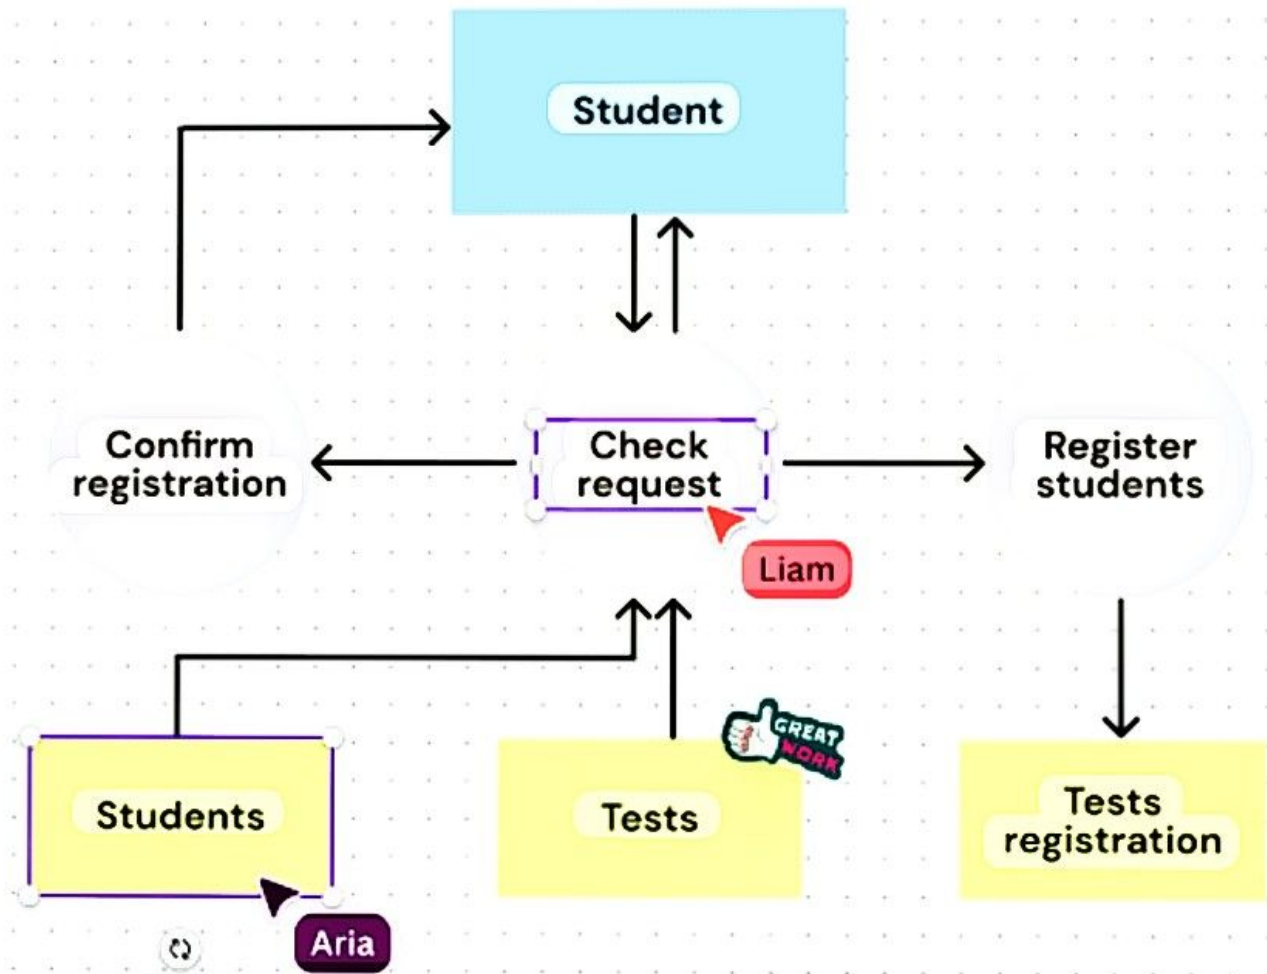 Student
Confirm
registration
Check
request
Register
students
Liam
GREAT
WORK
Students
Tests
Tests
registration
Aria